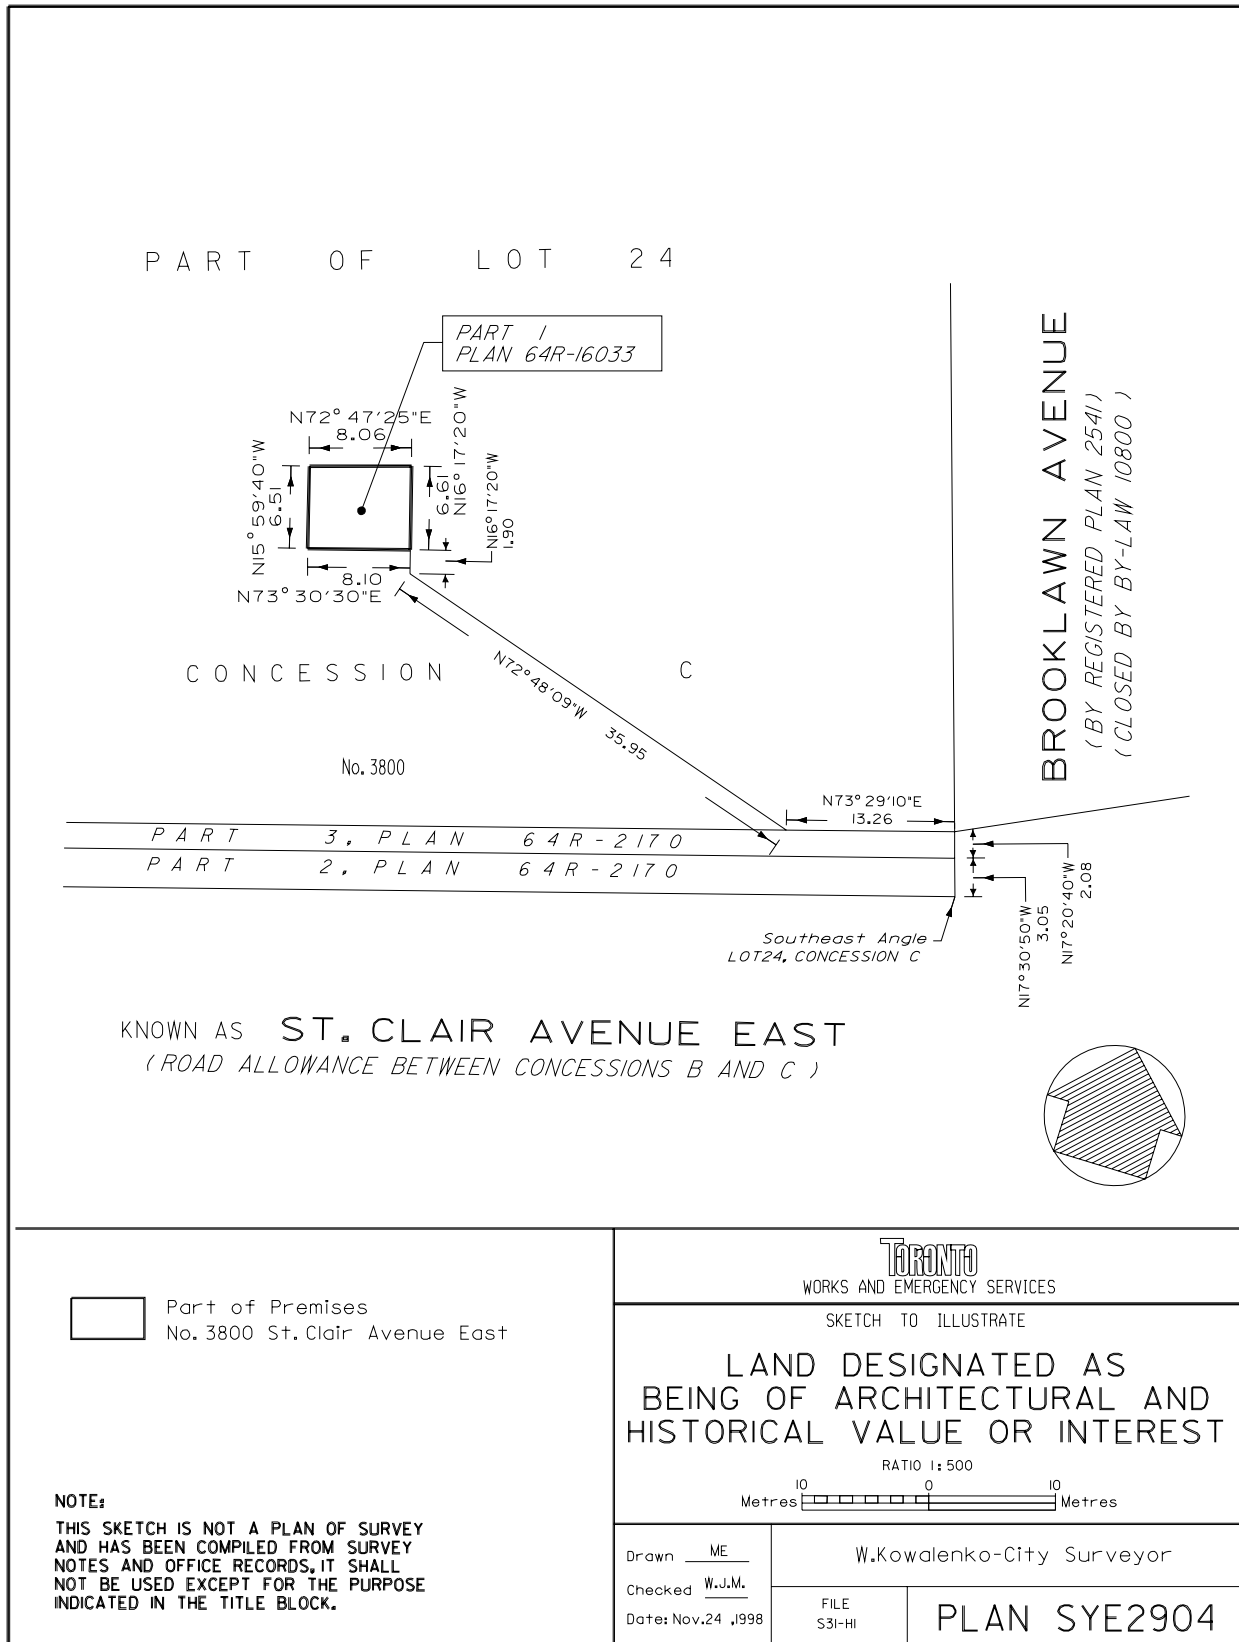 PART OF LOT 24
PART 1
PLAN 64R-16033
N72°47'25"E
8.06
N15°59'40"W
6.51
6.61
N16°17'20"W
N16°17'20"W
1.90
8.10
N73°30'30"E
BROOKLAWN AVENUE
(BY REGISTERED PLAN 2541)
(CLOSED BY BY-LAW 10800)
CONCESSION C
N72°48'09"W 35.95
No. 3800
N73°29'10"E
13.26
PART 3, PLAN 64R-2170
PART 2, PLAN 64R-2170
N17°20'40"W
2.08
N17°30'50"W
3.05
Southeast Angle
LOT24, CONCESSION C
KNOWN AS ST. CLAIR AVENUE EAST
(ROAD ALLOWANCE BETWEEN CONCESSIONS B AND C)
Part of Premises
No. 3800 St. Clair Avenue East
NOTE:
THIS SKETCH IS NOT A PLAN OF SURVEY
AND HAS BEEN COMPILED FROM SURVEY
NOTES AND OFFICE RECORDS, IT SHALL
NOT BE USED EXCEPT FOR THE PURPOSE
INDICATED IN THE TITLE BLOCK.
TORONTO
WORKS AND EMERGENCY SERVICES
SKETCH TO ILLUSTRATE
LAND DESIGNATED AS
BEING OF ARCHITECTURAL AND
HISTORICAL VALUE OR INTEREST
RATIO 1:500
10 0 10
Metres Metres
Drawn ME
Checked W.J.M.
Date: Nov.24 ,1998
W.Kowalenko-City Surveyor
FILE
S31-H1
PLAN SYE2904